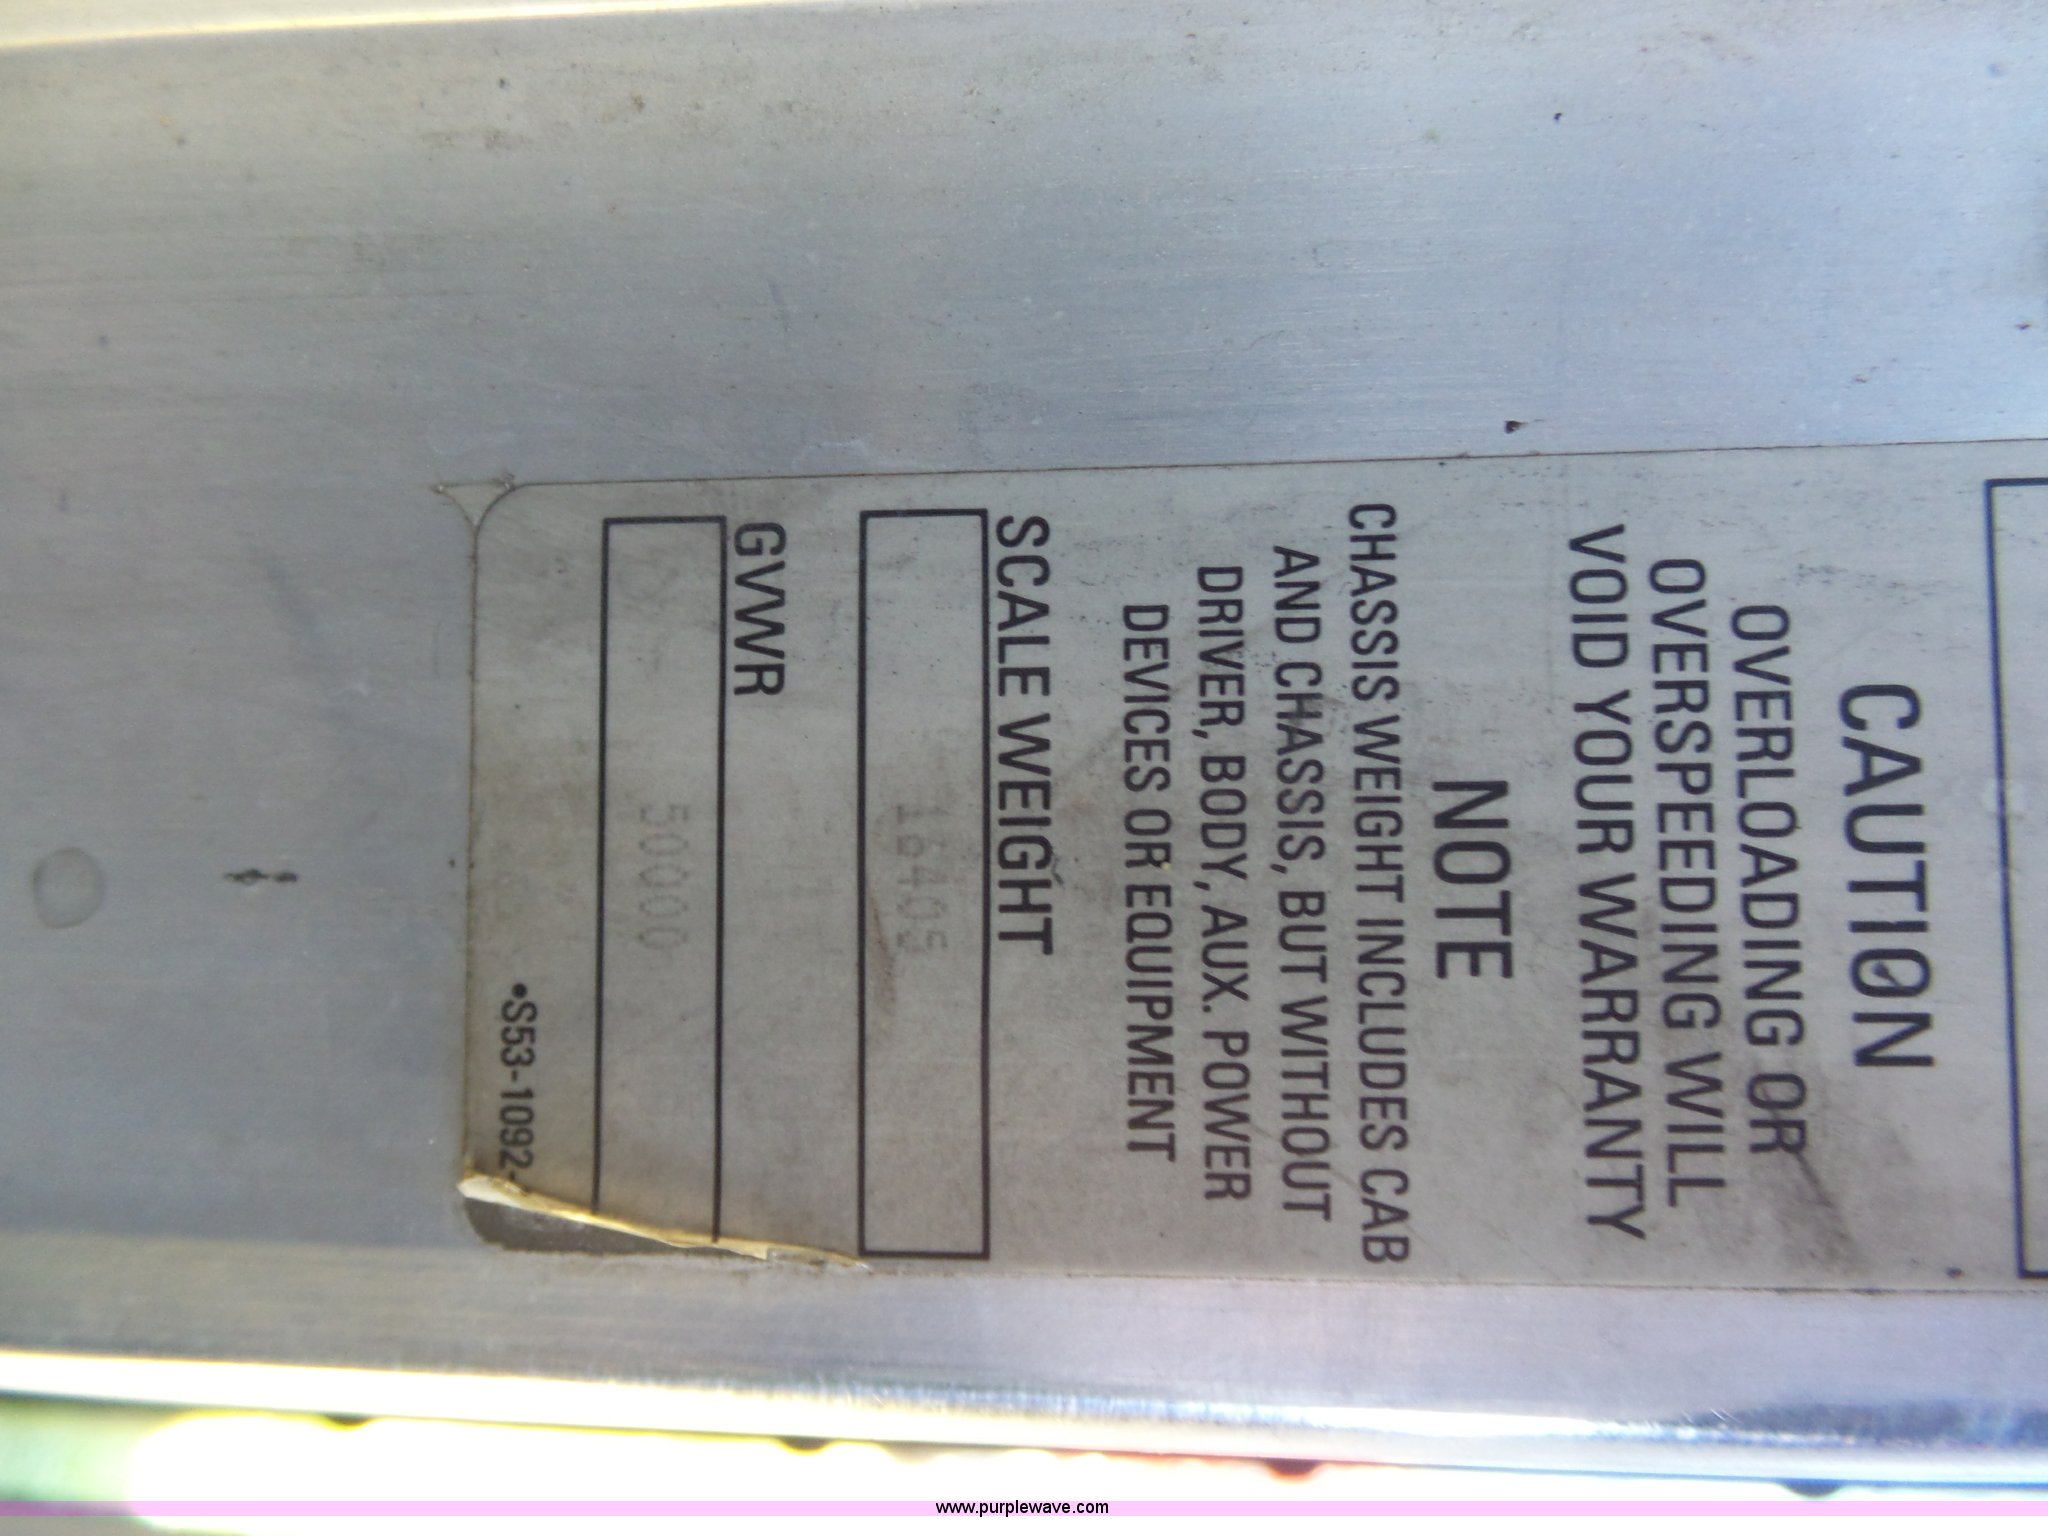 CAUTION
OVERLOADING OR
OVERSPEEDING WILL
VOID YOUR WARRANTY
NOTE
CHASSIS WEIGHT INCLUDES CAB
AND CHASSIS, BUT WITHOUT
DRIVER, BODY, AUX. POWER
DEVICES OR EQUIPMENT
SCALE WEIGHT
16405
GVWR
50000
•S53-1092-
www.purplewave.com